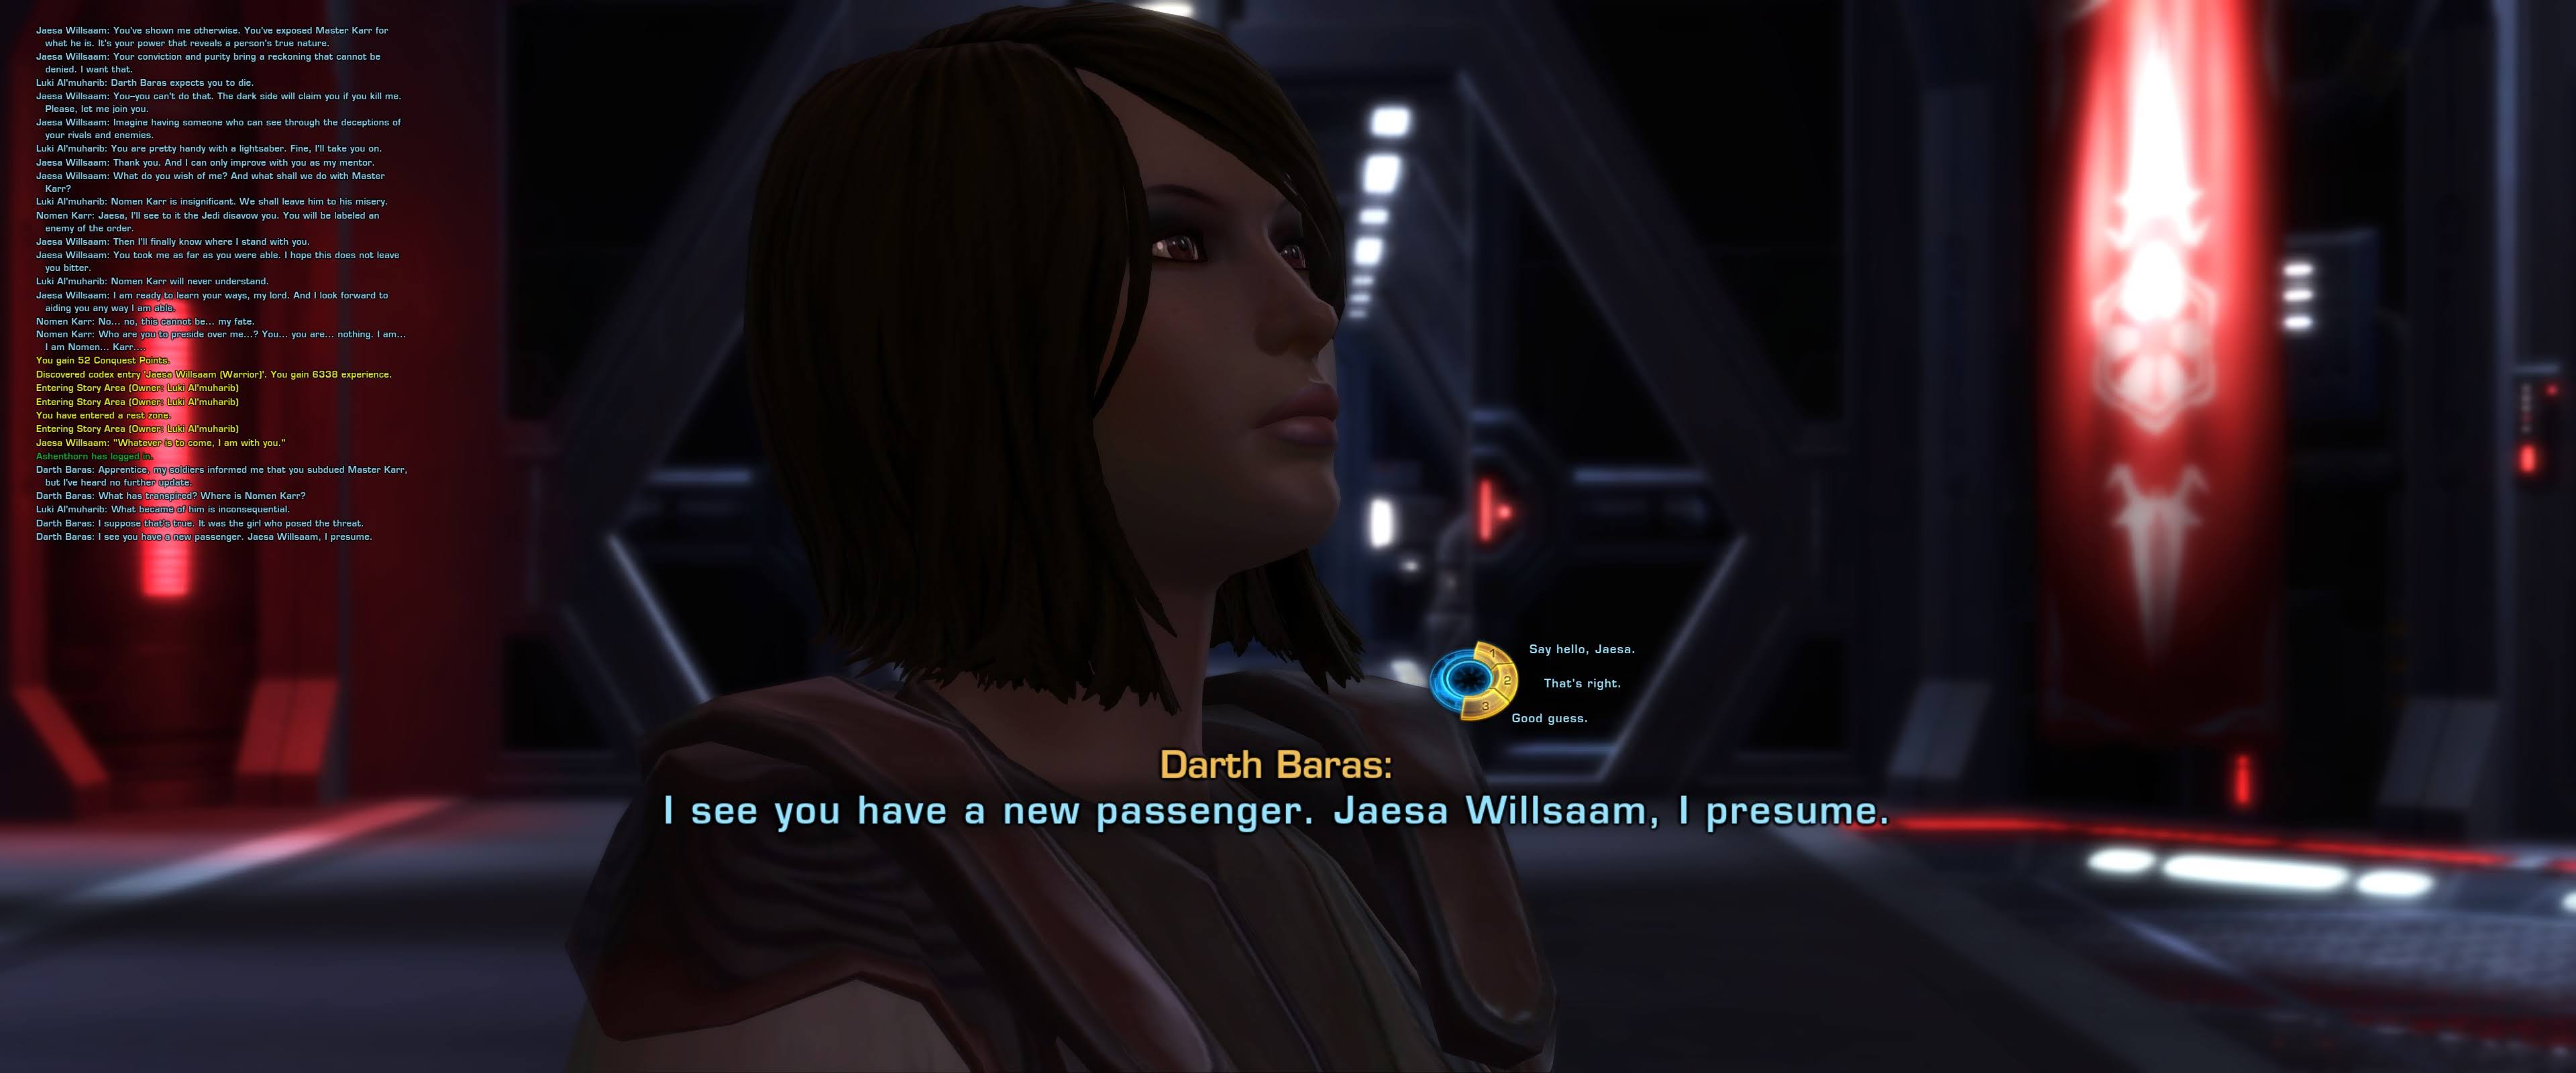 Jaesa Willsaam: You've shown me otherwise. You've exposed Master Karr for
what he is. It's your power that reveals a person's true nature.
Jaesa Willsaam: Your conviction and purity bring a reckoning that cannot be
denied. I want that.
Luki Al'muharib: Darth Baras expects you to die.
Jaesa Willsaam: You–you can't do that. The dark side will claim you if you kill me.
Please, let me join you.
Jaesa Willsaam: Imagine having someone who can see through the deceptions of
your rivals and enemies.
Luki Al'muharib: You are pretty handy with a lightsaber. Fine, I'll take you on.
Jaesa Willsaam: Thank you. And I can only improve with you as my mentor.
Jaesa Willsaam: What do you wish of me? And what shall we do with Master
Karr?
Luki Al'muharib: Nomen Karr is insignificant. We shall leave him to his misery.
Nomen Karr: Jaesa, I'll see to it the Jedi disavow you. You will be labeled an
enemy of the order.
Jaesa Willsaam: Then I'll finally know where I stand with you.
Jaesa Willsaam: You took me as far as you were able. I hope this does not leave
you bitter.
Luki Al'muharib: Nomen Karr will never understand.
Jaesa Willsaam: I am ready to learn your ways, my lord. And I look forward to
aiding you any way I am able.
Nomen Karr: No... no, this cannot be... my fate.
Nomen Karr: Who are you to preside over me...? You... you are... nothing. I am...
I am Nomen... Karr....
You gain 52 Conquest Points.
Discovered codex entry 'Jaesa Willsaam (Warrior)'. You gain 6338 experience.
Entering Story Area (Owner: Luki Al'muharib)
Entering Story Area (Owner: Luki Al'muharib)
You have entered a rest zone.
Entering Story Area (Owner: Luki Al'muharib)
Jaesa Willsaam: "Whatever is to come, I am with you."
Ashenthorn has logged in.
Darth Baras: Apprentice, my soldiers informed me that you subdued Master Karr,
but I've heard no further update.
Darth Baras: What has transpired? Where is Nomen Karr?
Luki Al'muharib: What became of him is inconsequential.
Darth Baras: I suppose that's true. It was the girl who posed the threat.
Darth Baras: I see you have a new passenger. Jaesa Willsaam, I presume.
1 Say hello, Jaesa.
2 That's right.
3 Good guess.
Darth Baras:
I see you have a new passenger. Jaesa Willsaam, I presume.